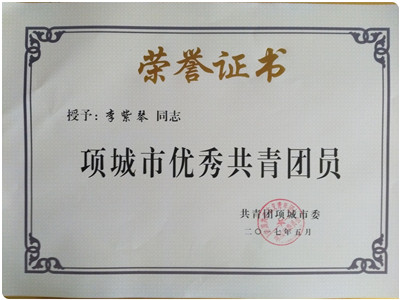 荣誉证书
授予：李紫琴 同志
项城市优秀共青团员
共青团项城市委
二〇一七年五月